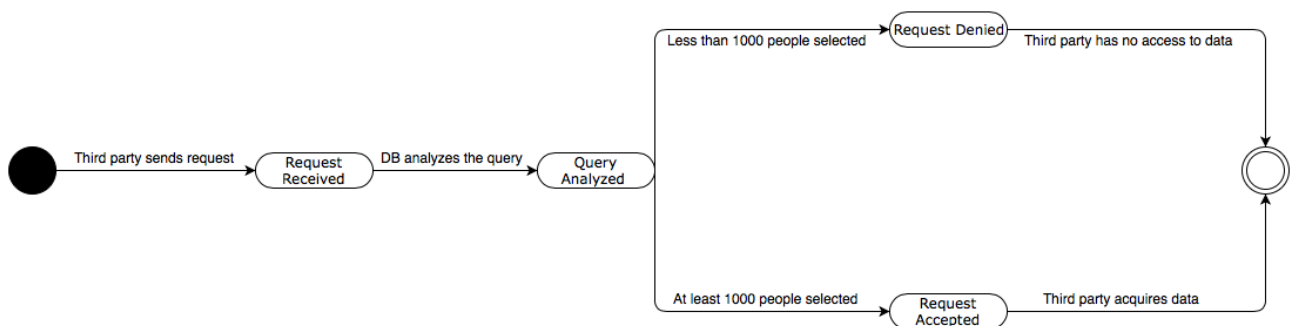 Less than 1000 people selected
Request Denied
Third party has no access to data
Third party sends request
Request
Received
DB analyzes the query
Query
Analyzed
At least 1000 people selected
Request
Accepted
Third party acquires data